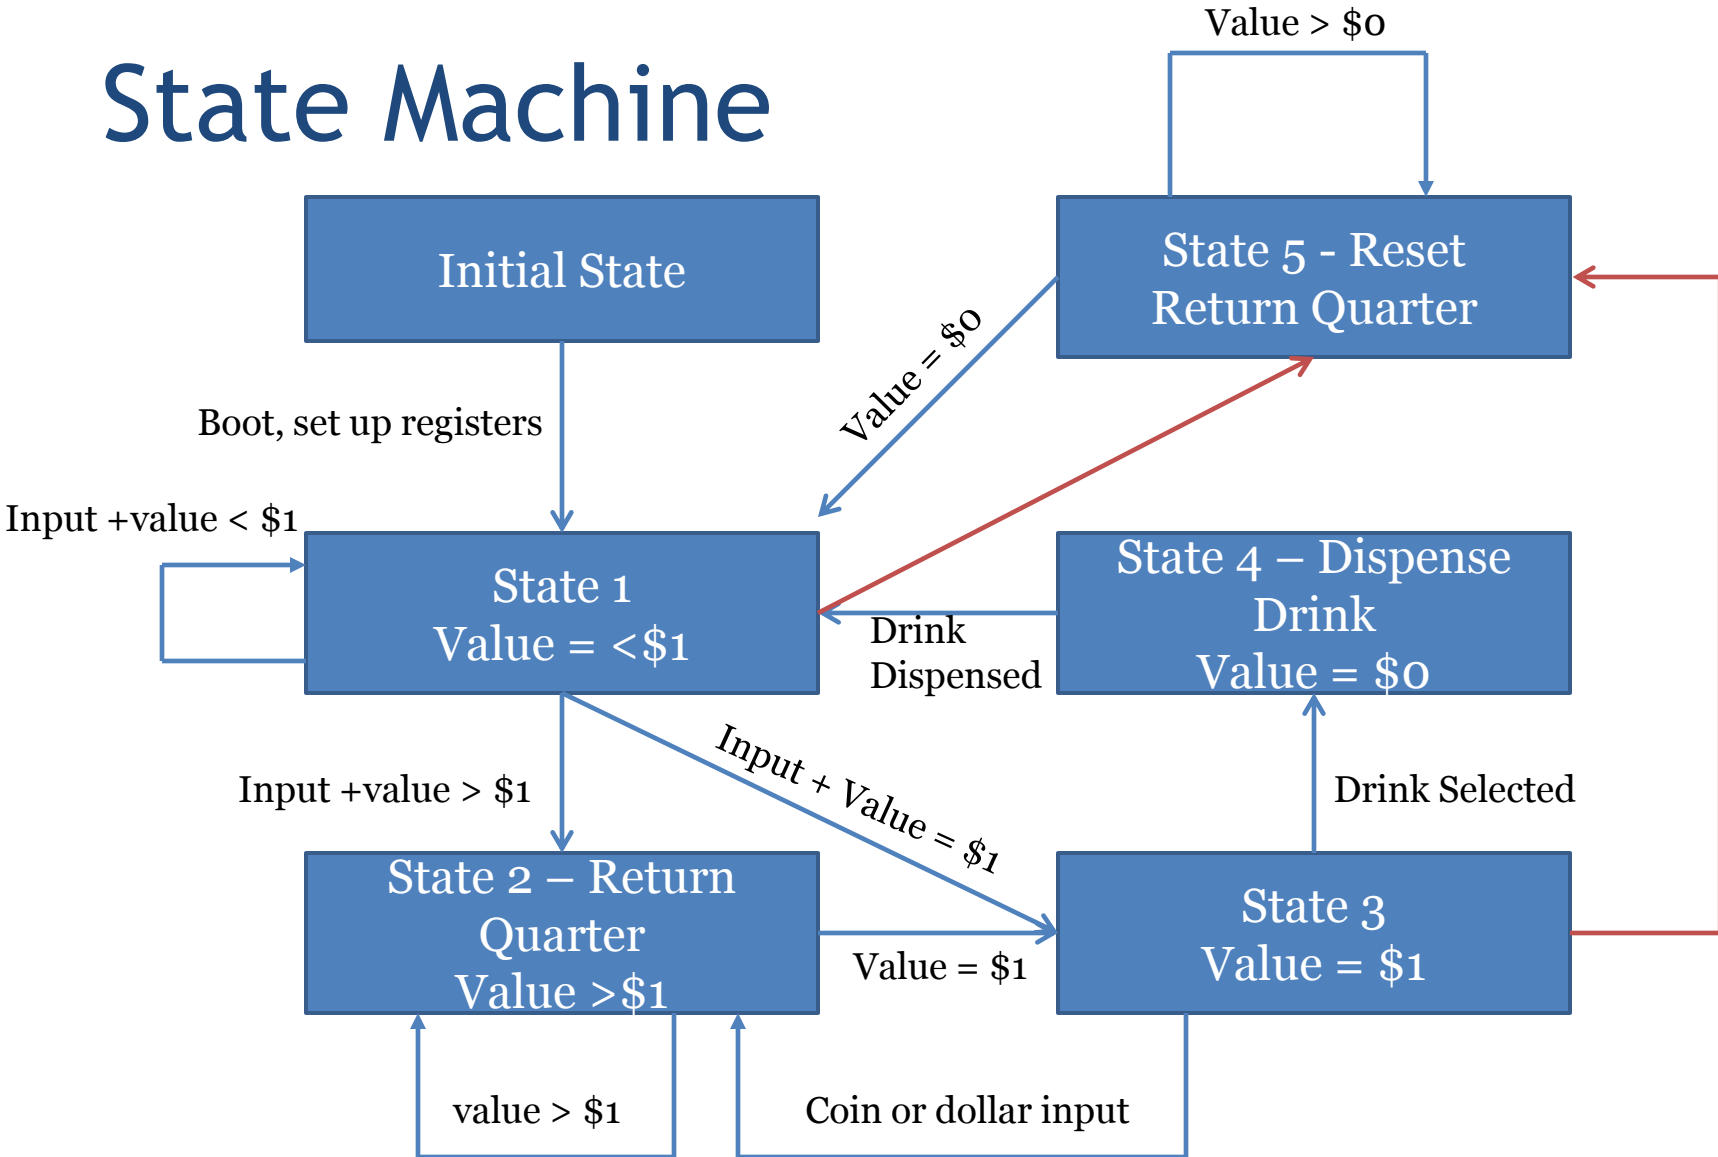 Value > $0
State Machine
Initial State
State 5 - Reset
Return Quarter
Value = $0
Boot, set up registers
Input +value < $1
State 1
Value = <$1
State 4 – Dispense
Drink
Value = $0
Drink
Dispensed
Input +value > $1
Input + Value = $1
Drink Selected
State 2 – Return
Quarter
Value >$1
Value = $1
State 3
Value = $1
value > $1
Coin or dollar input